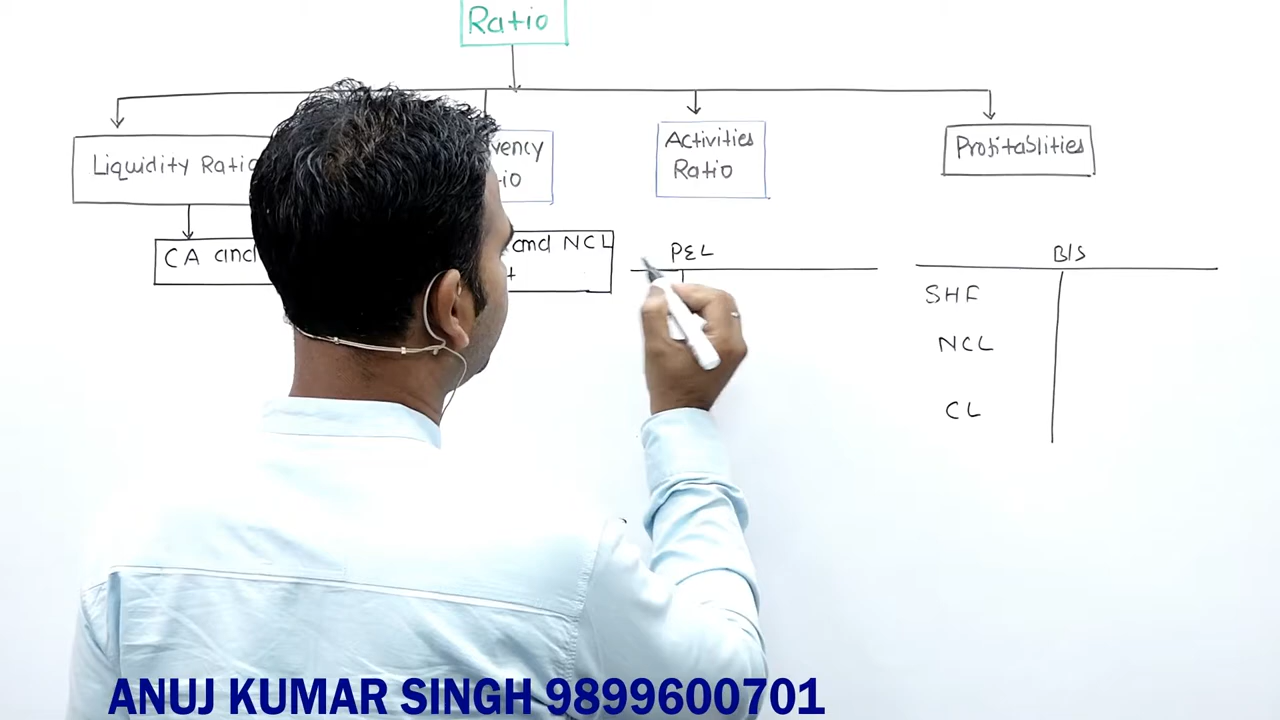 Ratio
Liquidity Ratio
Activities
Ratio
Profitablities
CA and
and NCL
P&L
B/S
SHF
NCL
CL
ANUJ KUMAR SINGH 9899600701